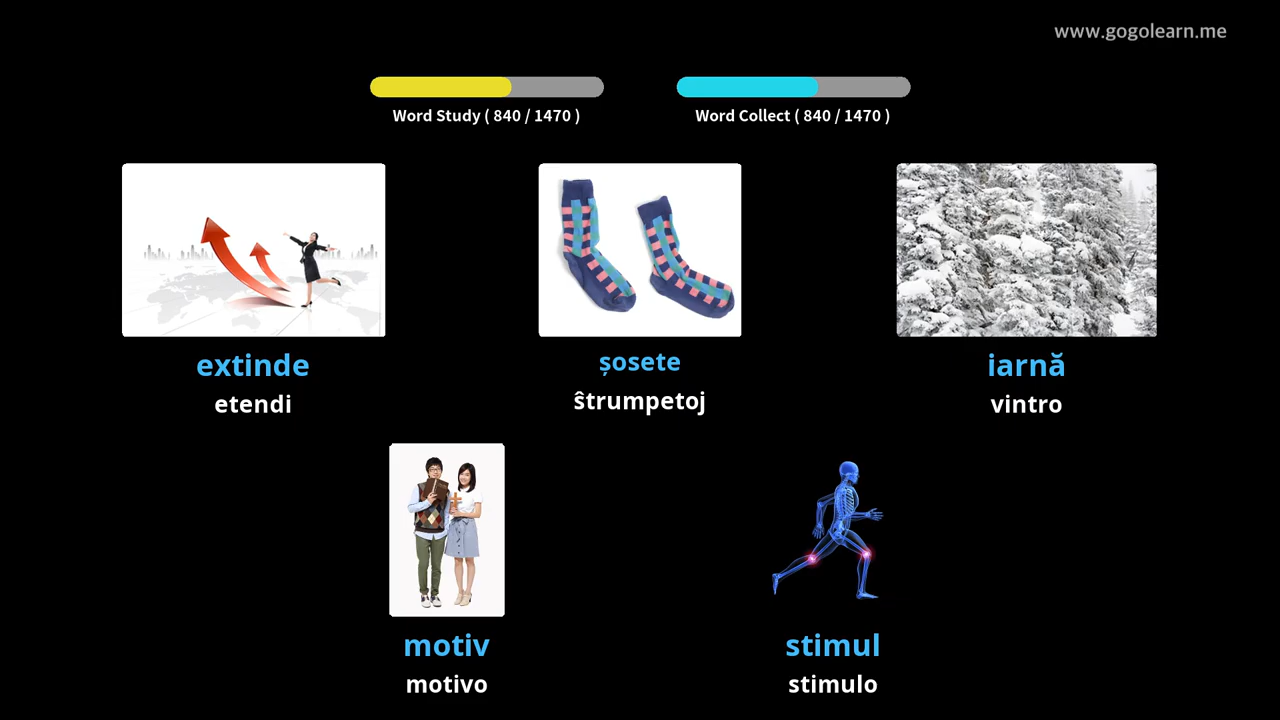 www.gogolearn.me
Word Study ( 840 / 1470 )
Word Collect ( 840 / 1470 )
extinde
etendi
șosete
ŝtrumpetoj
iarnă
vintro
motiv
motivo
stimul
stimulo